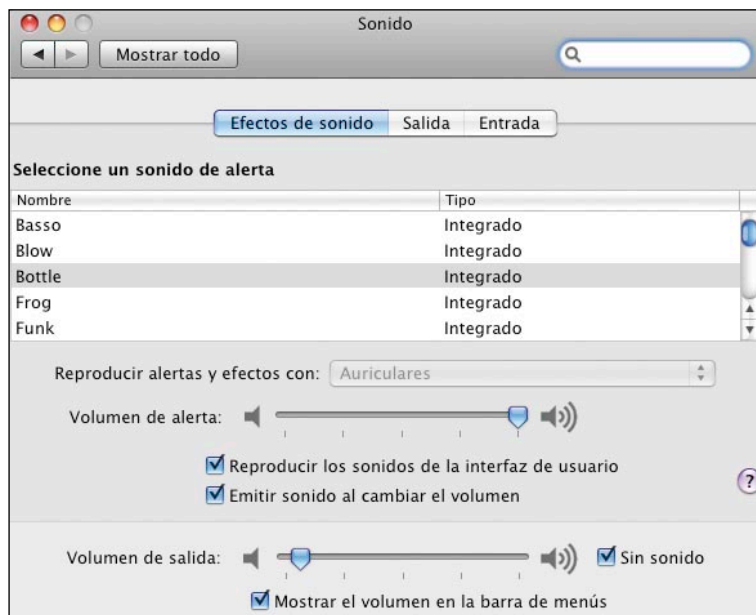 Sonido
Mostrar todo
Efectos de sonido Salida Entrada
Seleccione un sonido de alerta
Nombre Tipo
Basso Integrado
Blow Integrado
Bottle Integrado
Frog Integrado
Funk Integrado
Reproducir alertas y efectos con: Auriculares
Volumen de alerta:
Reproducir los sonidos de la interfaz de usuario
?
Emitir sonido al cambiar el volumen
Volumen de salida: Sin sonido
Mostrar el volumen en la barra de menús